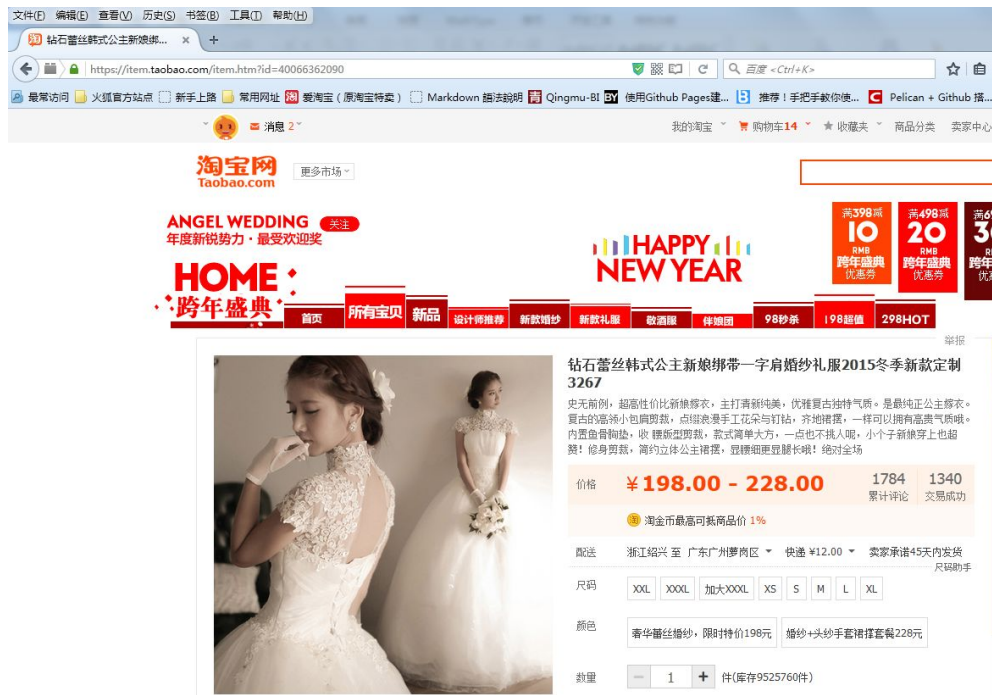 文件(F) 编辑(E) 查看(V) 历史(S) 书签(B) 工具(T) 帮助(H)
钻石蕾丝韩式公主新娘绑... × +
https://item.taobao.com/item.htm?id=40066362090
百度 <Ctrl+K>
最常访问 火狐官方站点 新手上路 常用网址 爱淘宝（原淘宝特卖） Markdown 語法說明 Qingmu-BI 使用Github Pages建... 推荐！手把手教你使... Pelican + Github 搭...
消息 2 我的淘宝 购物车14 收藏夹 商品分类 卖家中心
淘宝网
Taobao.com
更多市场
ANGEL WEDDING 关注
年度新锐势力·最受欢迎奖
HOME
跨年盛典
HAPPY
NEW YEAR
满398减
10
RMB
跨年盛典
优惠券
满498减
20
RMB
跨年盛典
优惠券
首页 所有宝贝 新品 设计师推荐 新款婚纱 新款礼服 敬酒服 伴娘团 98秒杀 198超值 298HOT
举报
钻石蕾丝韩式公主新娘绑带一字肩婚纱礼服2015冬季新款定制
3267
史无前例，超高性价比新娘嫁衣，主打清新纯美，优雅复古独特气质。是最纯正公主嫁衣。
复古的高领小包肩剪裁，点缀浪漫手工花朵与钉钻，齐地裙摆，一样可以拥有高贵气质哦。
内置鱼骨胸垫，收 腰版型剪裁，款式简单大方，一点也不挑人呢，小个子新娘穿上也超
赞！修身剪裁，简约立体公主裙摆，显腰细更显腿长哦！绝对全场
价格 ¥198.00 - 228.00 1784 1340
累计评论 交易成功
淘金币最高可抵商品价 1%
配送 浙江绍兴 至 广东广州萝岗区 快递 ¥12.00 卖家承诺45天内发货
尺码助手
尺码 XXL XXXL 加大XXXL XS S M L XL
颜色 奢华蕾丝婚纱，限时特价198元 婚纱+头纱手套裙撑套餐228元
数量 − 1 + 件(库存9525760件)